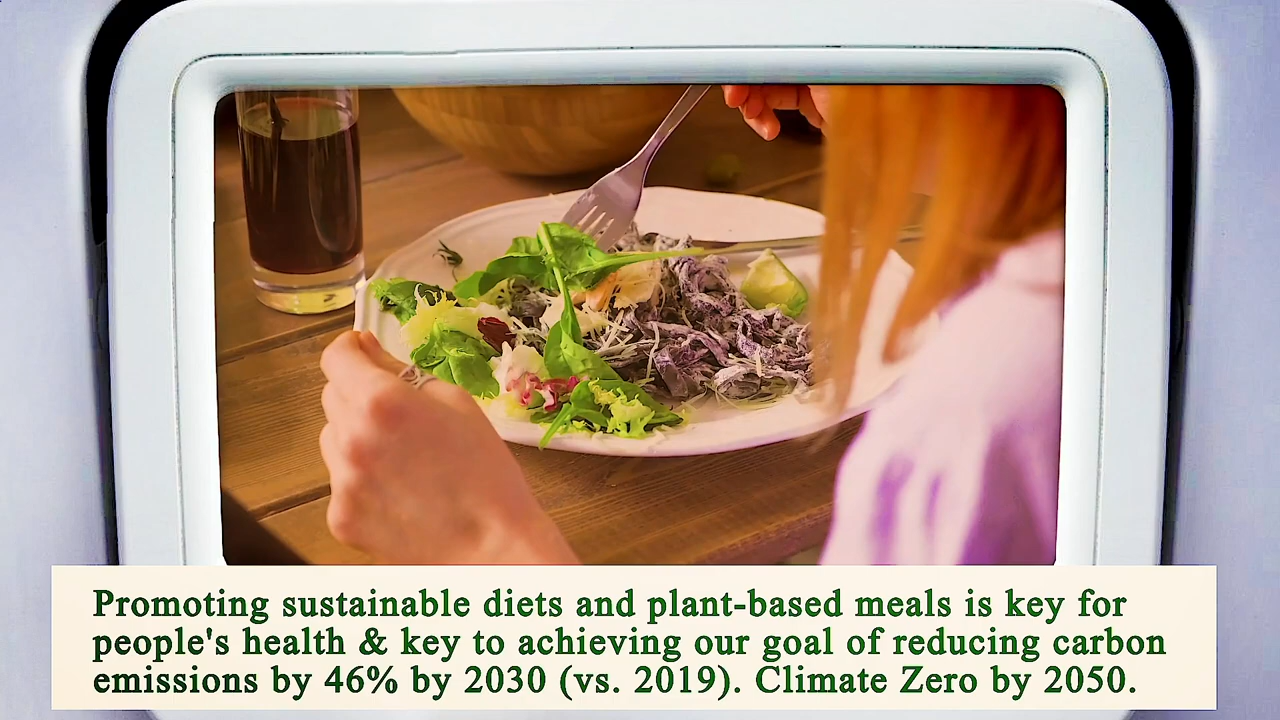 Promoting sustainable diets and plant-based meals is key for
people's health & key to achieving our goal of reducing carbon
emissions by 46% by 2030 (vs. 2019). Climate Zero by 2050.